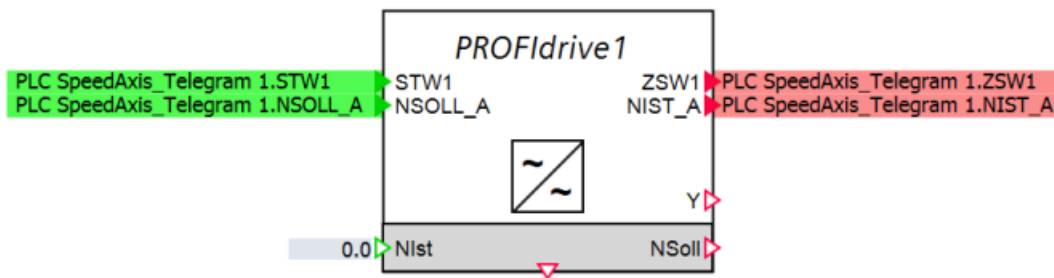 PROFIdrive1
PLC SpeedAxis_Telegram 1.STW1 STW1 ZSW1 PLC SpeedAxis_Telegram 1.ZSW1
PLC SpeedAxis_Telegram 1.NSOLL_A NSOLL_A NIST_A PLC SpeedAxis_Telegram 1.NIST_A
~
~
Y
0.0 NIst NSoll